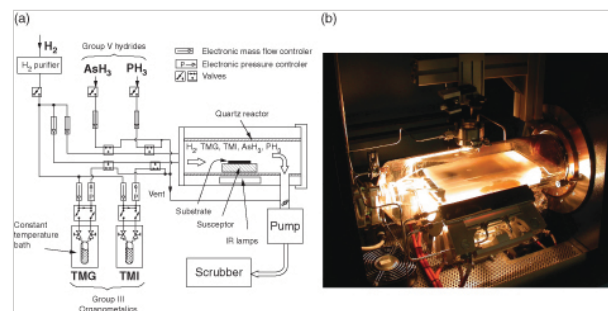 (a)
H2
H2 purifier
Group V hydrides
AsH3
PH3
Electronic mass flow controler
P
Electronic pressure controler
Valves
Quartz reactor
H2, TMG, TMI, AsH3, PH3
Vent
Substrate
Susceptor
IR lamps
Pump
Scrubber
Constant
temperature
bath
TMG
TMI
Group III
Organometalics
(b)